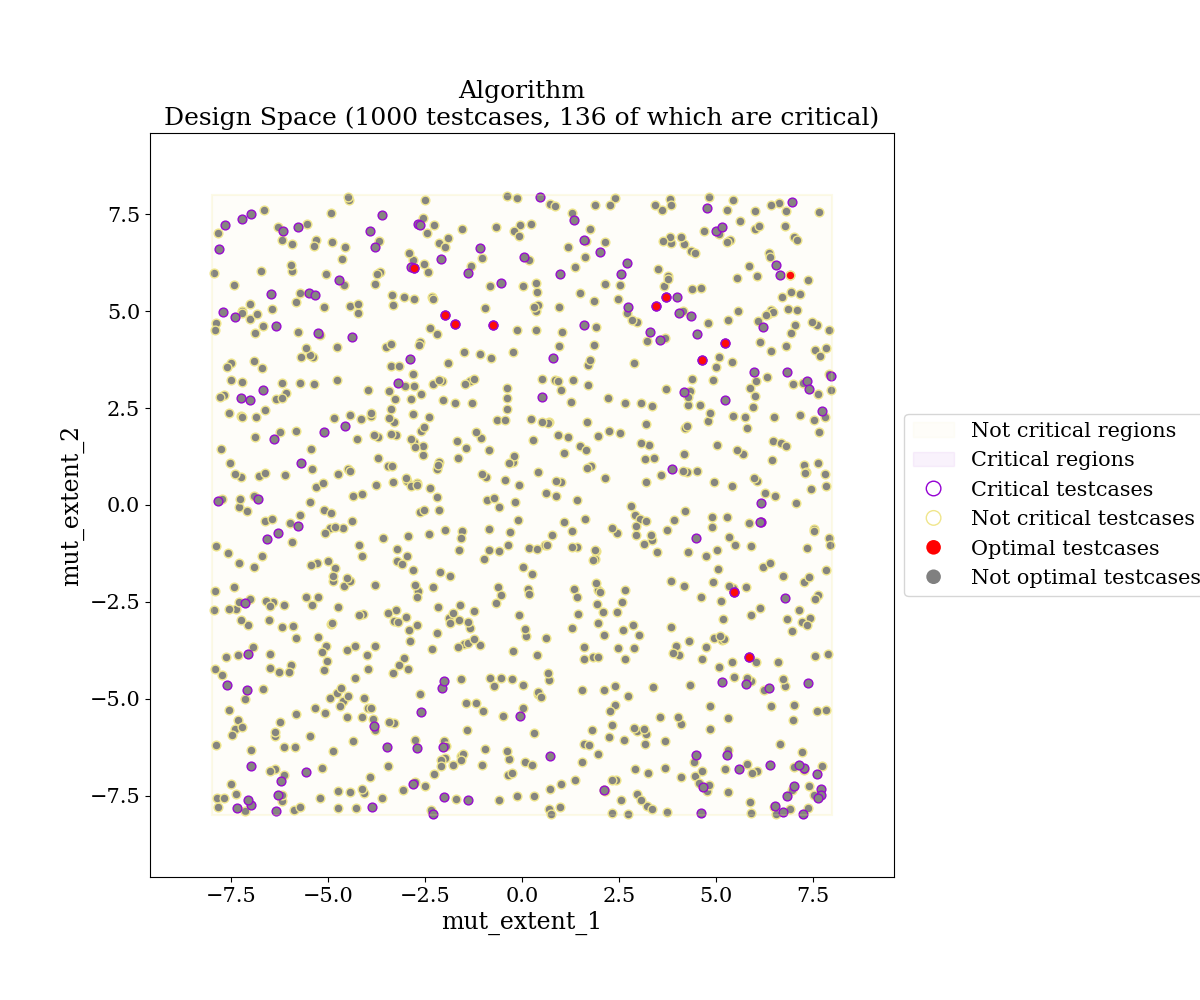 Algorithm
Design Space (1000 testcases, 136 of which are critical)
7.5
5.0
2.5
0.0
−2.5
−5.0
−7.5
mut_extent_2
−7.5
−5.0
−2.5
0.0
2.5
5.0
7.5
mut_extent_1
Not critical regions
Critical regions
Critical testcases
Not critical testcases
Optimal testcases
Not optimal testcases